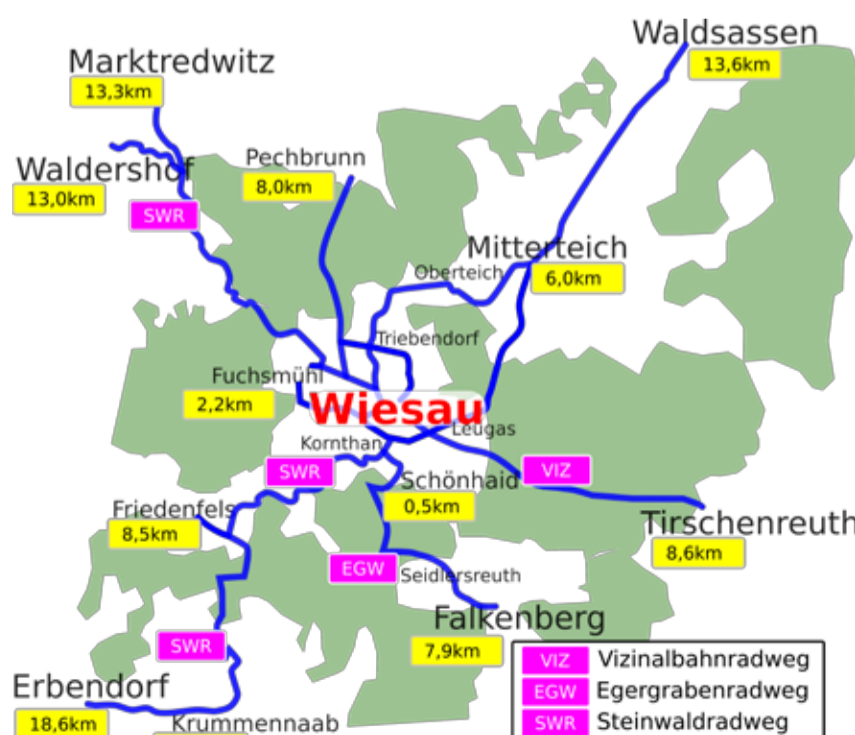 Waldsassen
13,6km
Marktredwitz
13,3km
Pechbrunn
8,0km
Waldershof
13,0km
SWR
Mitterteich
6,0km
Oberteich
Triebendorf
Fuchsmühl
2,2km
Wiesau
Leugas
Kornthan
SWR
VIZ
Schönhaid
0,5km
Friedenfels
8,5km
Tirschenreuth
8,6km
EGW
Seidlersreuth
Falkenberg
7,9km
SWR
Erbendorf
18,6km
Krummennaab
VIZ Vizinalbahnradweg
EGW Egergrabenradweg
SWR Steinwaldradweg